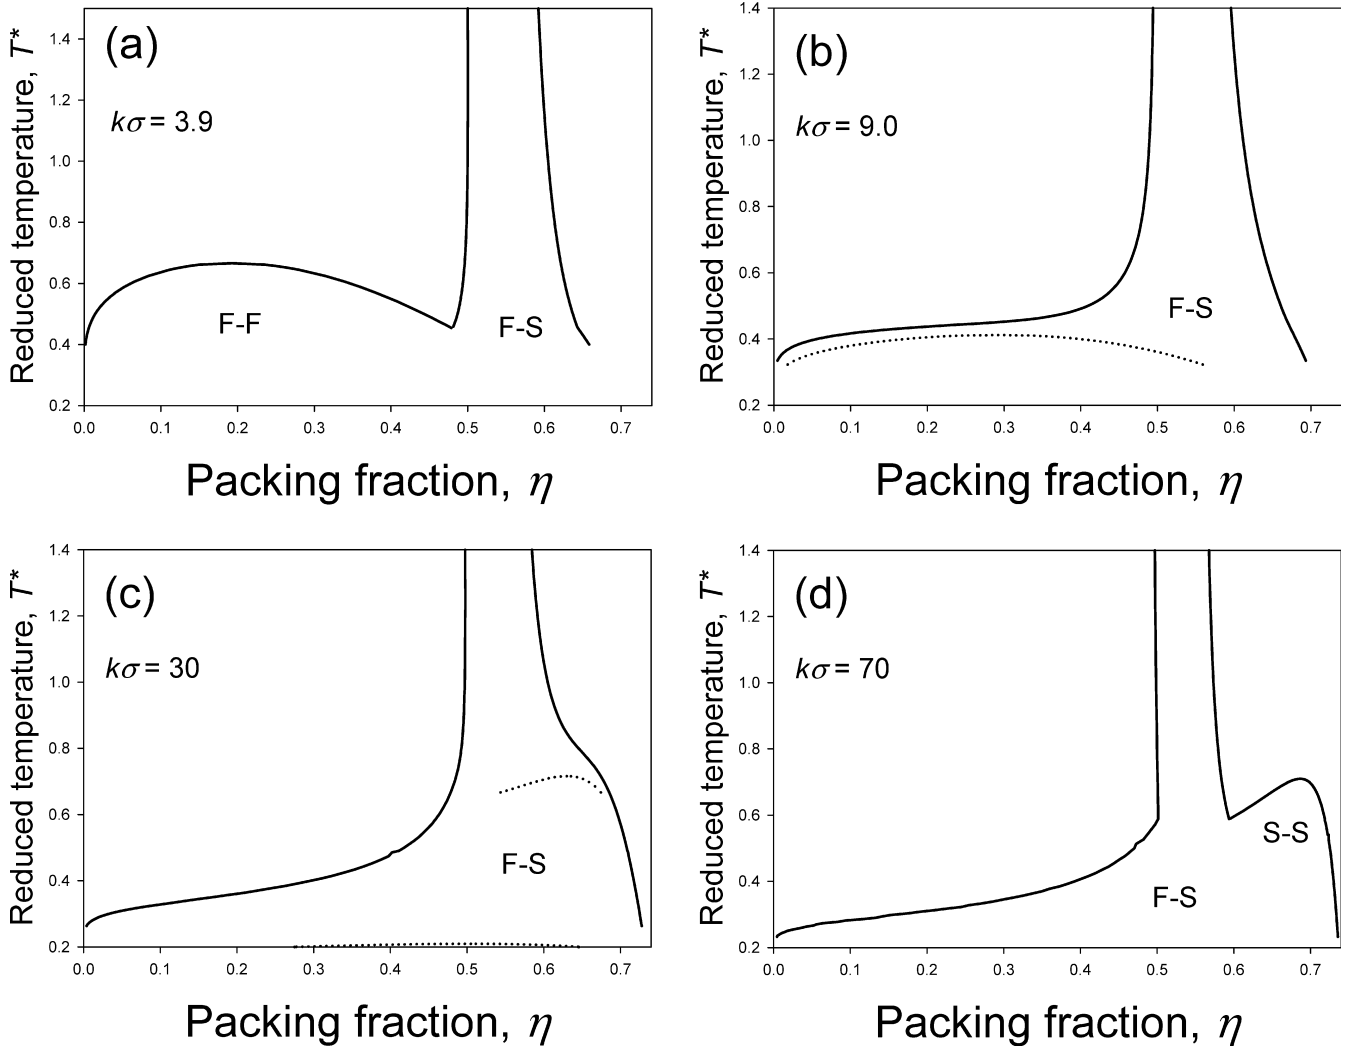 (a)
kσ = 3.9
F-F
F-S
Reduced temperature, T*
1.4
1.2
1.0
0.8
0.6
0.4
0.2
0.0 0.1 0.2 0.3 0.4 0.5 0.6 0.7
Packing fraction, η
(b)
kσ = 9.0
F-S
Reduced temperature, T*
1.4
1.2
1.0
0.8
0.6
0.4
0.2
0.0 0.1 0.2 0.3 0.4 0.5 0.6 0.7
Packing fraction, η
(c)
kσ = 30
F-S
Reduced temperature, T*
1.4
1.2
1.0
0.8
0.6
0.4
0.2
0.0 0.1 0.2 0.3 0.4 0.5 0.6 0.7
Packing fraction, η
(d)
kσ = 70
S-S
F-S
Reduced temperature, T*
1.4
1.2
1.0
0.8
0.6
0.4
0.2
0.0 0.1 0.2 0.3 0.4 0.5 0.6 0.7
Packing fraction, η